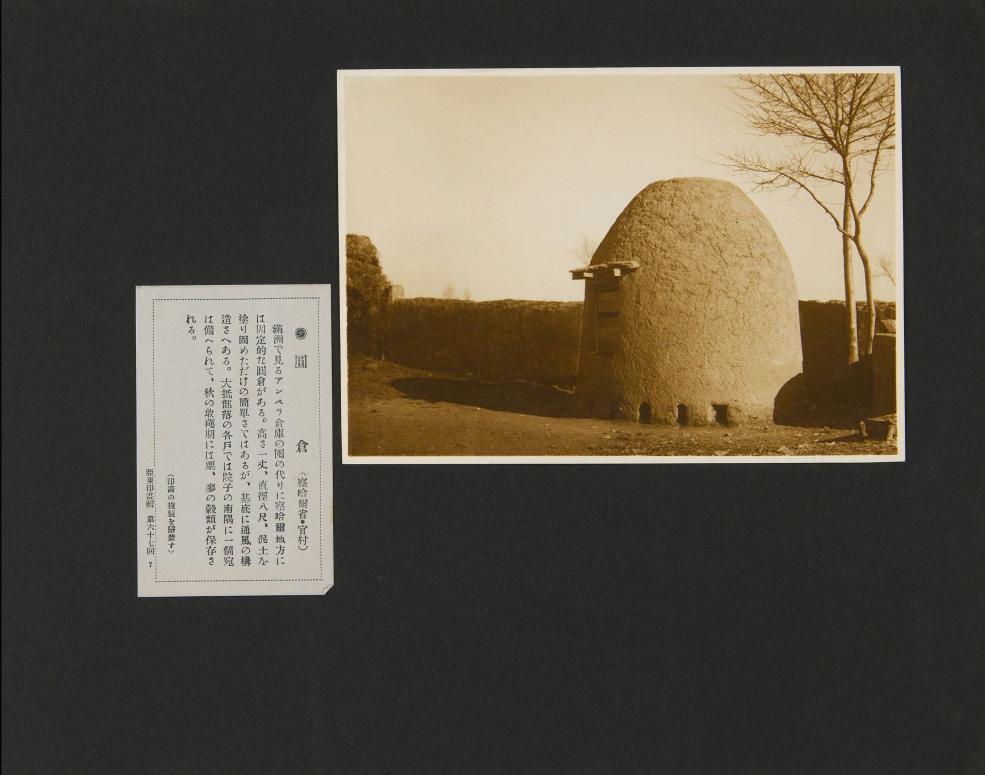 ◉圓倉(察哈爾省・官村)
滿洲で見るアンペラ倉庫の囤の代りに察哈爾地方に
は固定的な圓倉がある。高さ一丈、直徑八尺、泥土を
塗り固めただけの簡單さではあるが、基底に通風の構
造さへある。大抵部落の各戶では院子の南隅に一個宛
は備へられて、秋の收穫期には粟、麥の穀類が保存さ
れる。
(印畵の複製を嚴禁す)
亞東印畵輯 第六十七回 7